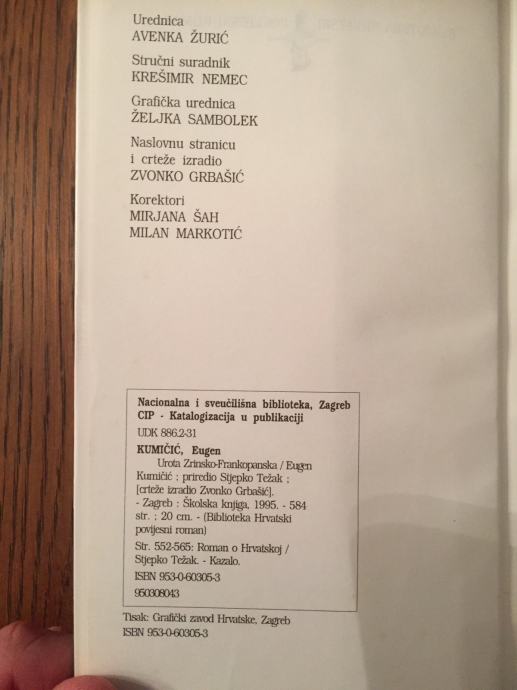 Urednica
AVENKA ŽURIĆ
Stručni suradnik
KREŠIMIR NEMEC
Grafička urednica
ŽELJKA SAMBOLEK
Naslovnu stranicu
i crteže izradio
ZVONKO GRBAŠIĆ
Korektori
MIRJANA ŠAH
MILAN MARKOTIĆ
Nacionalna i sveučilišna biblioteka, Zagreb
CIP - Katalogizacija u publikaciji
UDK 886.2-31
KUMIČIĆ, Eugen
Urota Zrinsko-Frankopanska / Eugen
Kumičić ; priredio Stjepko Težak ;
[crteže izradio Zvonko Grbašić].
- Zagreb : Školska knjiga, 1995. - 584
str. ; 20 cm. - (Biblioteka Hrvatski
povijesni roman)
Str. 552-565: Roman o Hrvatskoj /
Stjepko Težak. - Kazalo.
ISBN 953-0-60305-3
950308043
Tisak: Grafički zavod Hrvatske, Zagreb
ISBN 953-0-60305-3